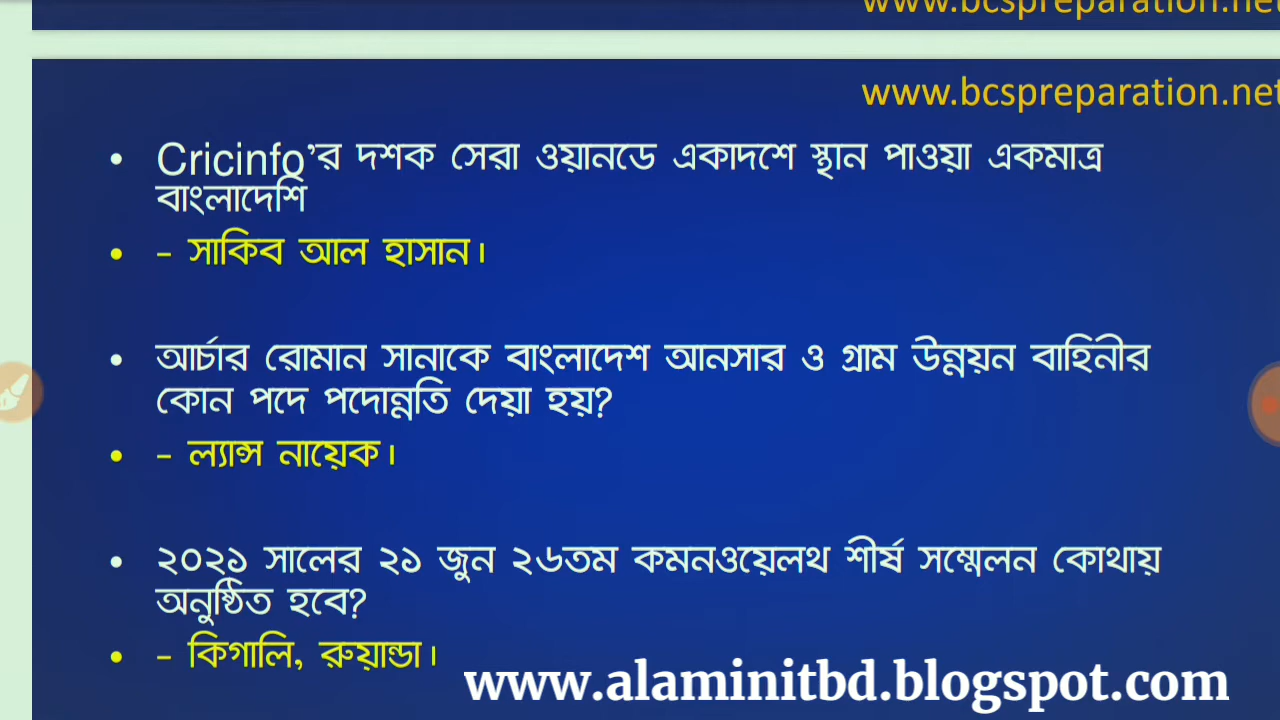 www.bcspreparation.net
www.bcspreparation.net
• Cricinfo’র দশক সেরা ওয়ানডে একাদশে স্থান পাওয়া একমাত্র
বাংলাদেশি
• – সাকিব আল হাসান।
• আর্চার রোমান সানাকে বাংলাদেশ আনসার ও গ্রাম উন্নয়ন বাহিনীর
কোন পদে পদোন্নতি দেয়া হয়?
• – ল্যান্স নায়েক।
• ২০২১ সালের ২১ জুন ২৬তম কমনওয়েলথ শীর্ষ সম্মেলন কোথায়
অনুষ্ঠিত হবে?
• – কিগালি, রুয়ান্ডা।
www.alaminitbd.blogspot.com